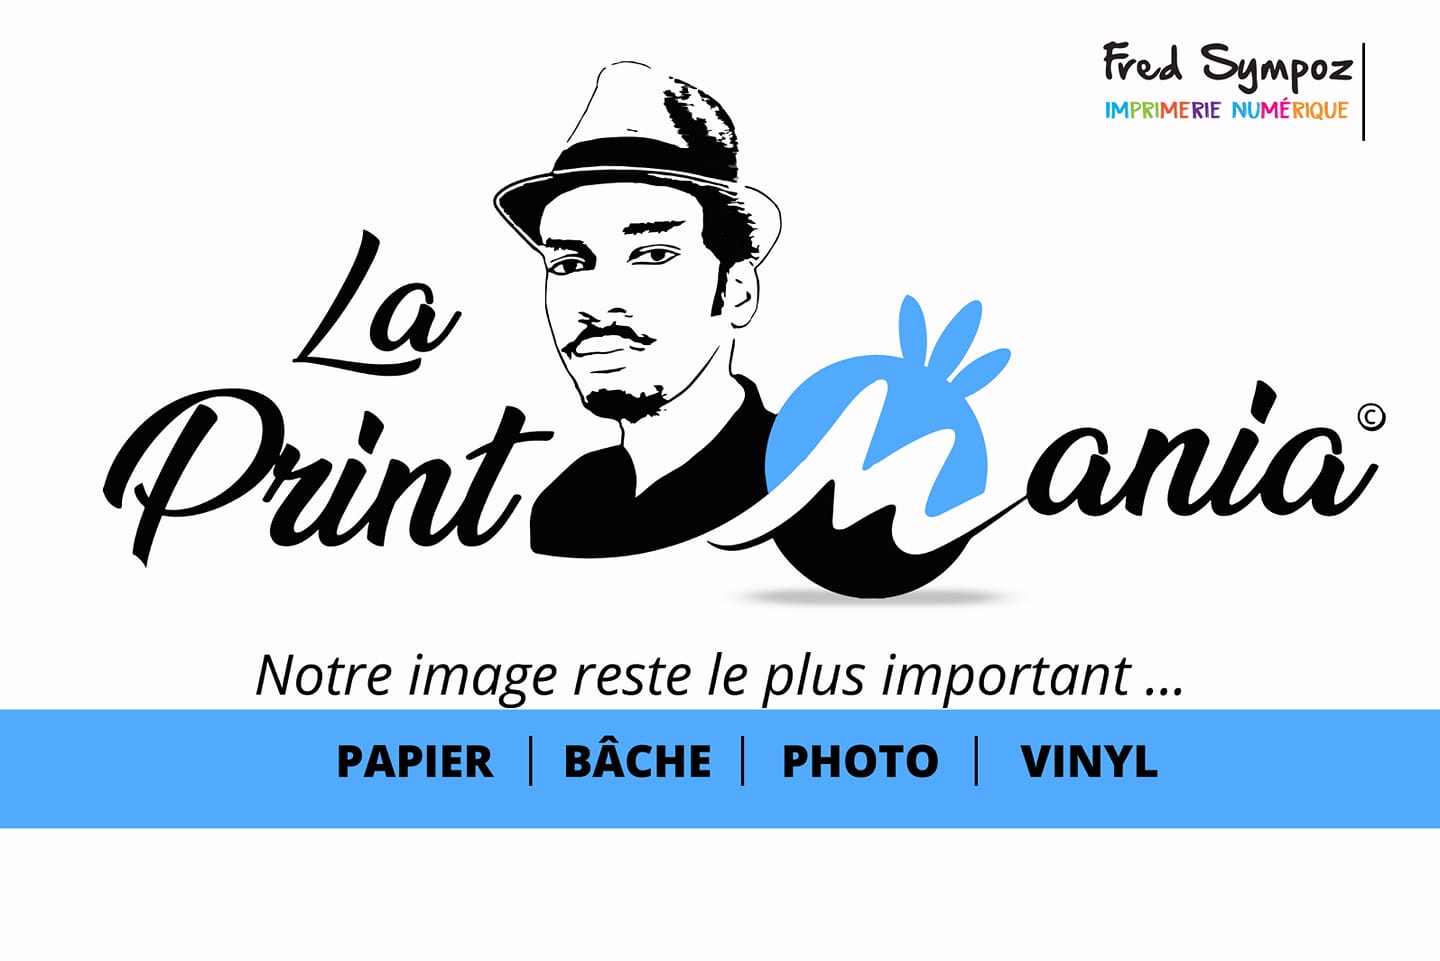 Fred Sympoz
IMPRIMERIE NUMÉRIQUE
La
PrintMania©
Notre image reste le plus important ...
PAPIER | BÂCHE | PHOTO | VINYL